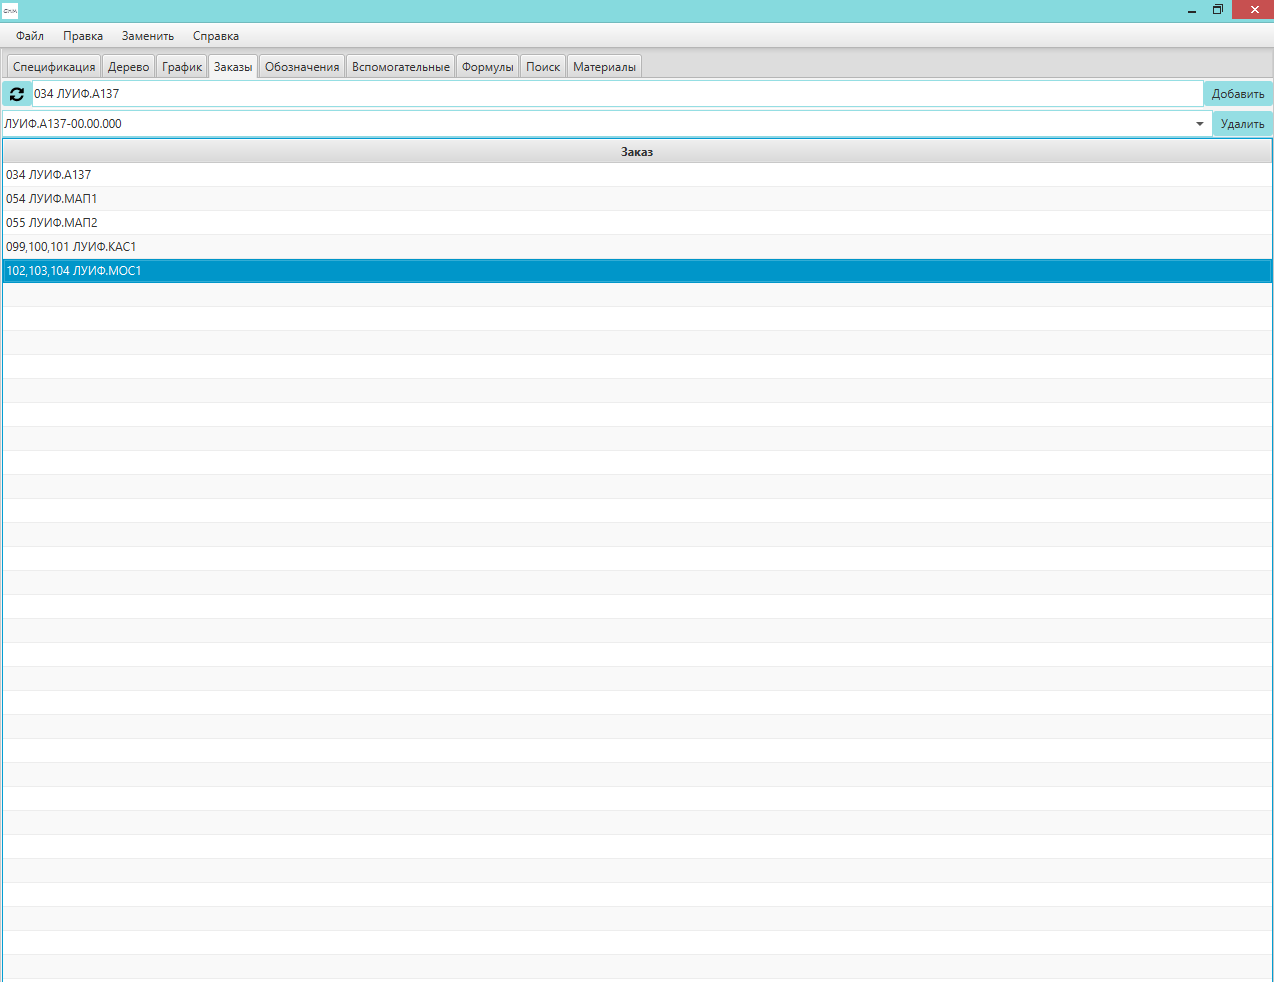 Файл Правка Заменить Справка
Спецификация Дерево График Заказы Обозначения Вспомогательные Формулы Поиск Материалы
034 ЛУИФ.А137 Добавить
ЛУИФ.А137-00.00.000 Удалить
Заказ
034 ЛУИФ.А137
054 ЛУИФ.МАП1
055 ЛУИФ.МАП2
099,100,101 ЛУИФ.КАС1
102,103,104 ЛУИФ.МОС1